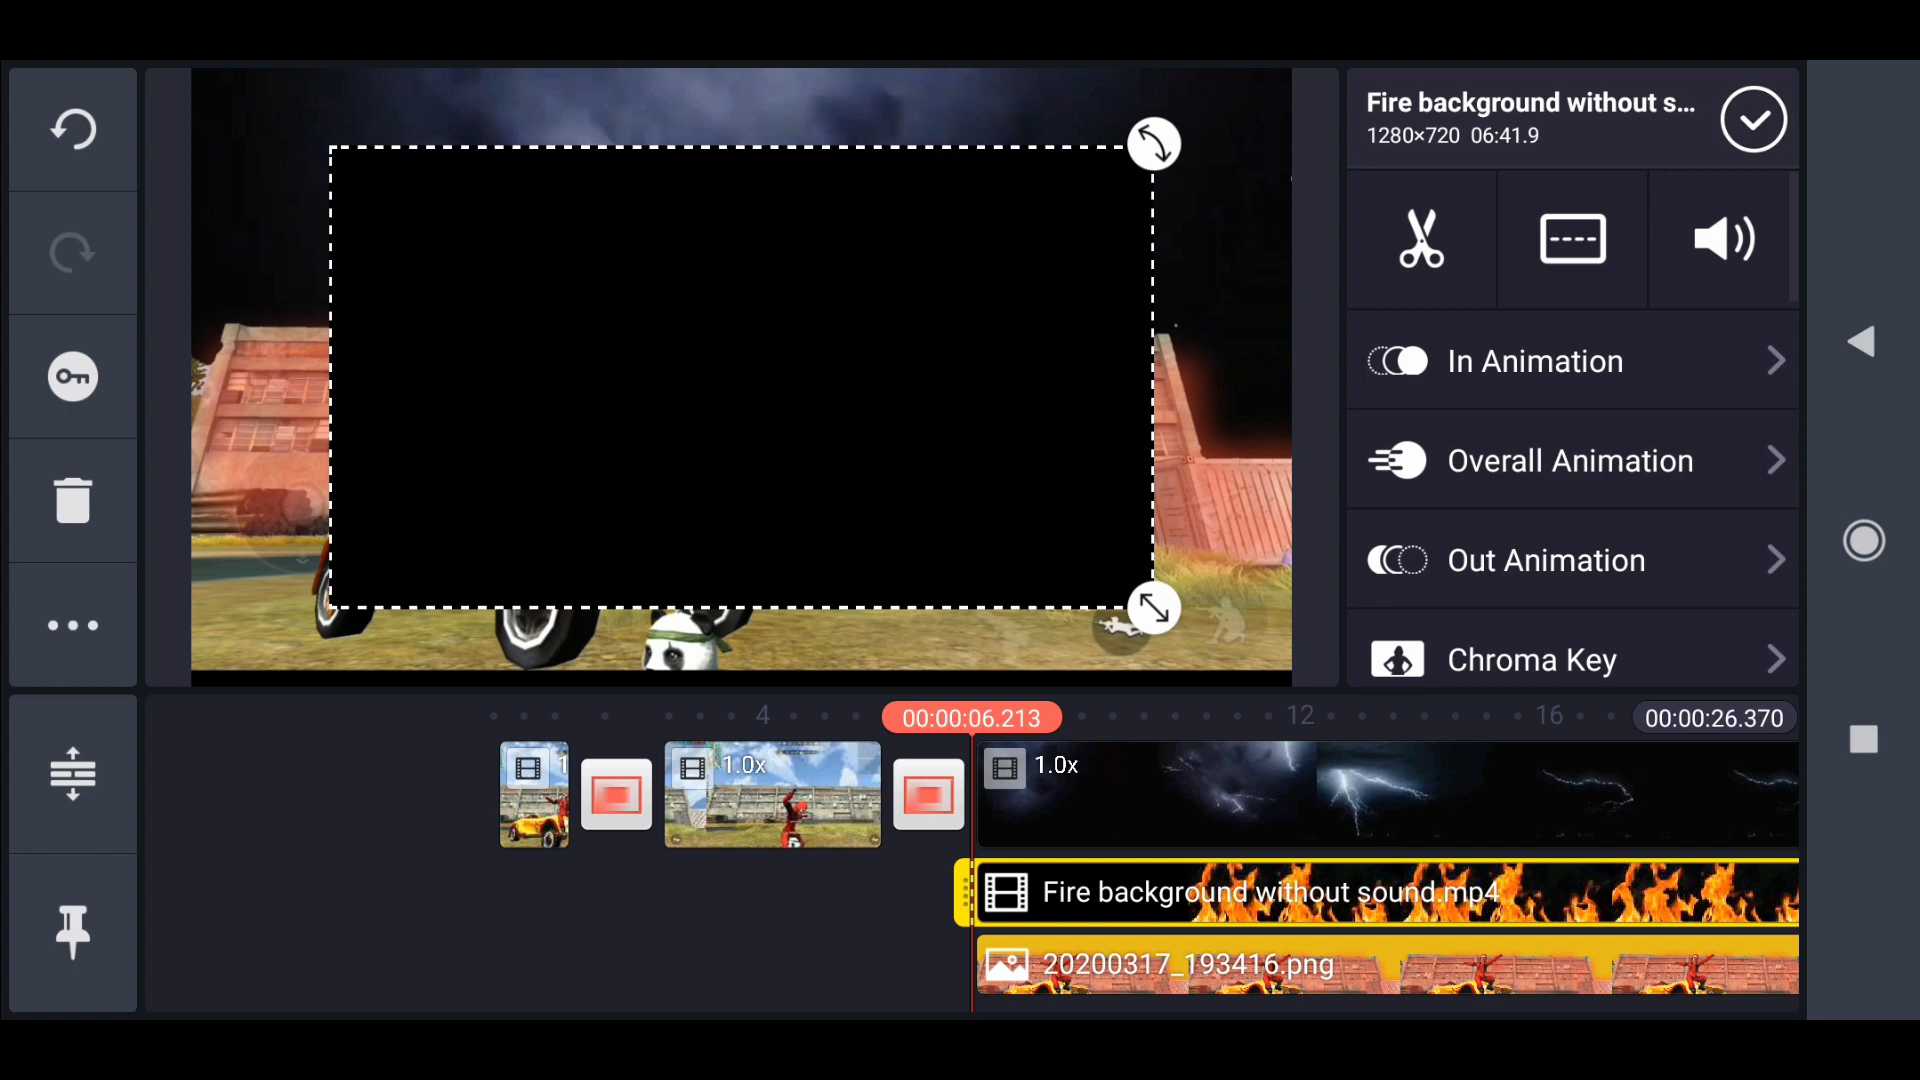 Fire background without s...
1280×720 06:41.9
In Animation
Overall Animation
Out Animation
Chroma Key
4
00:00:06.213
12
16
00:00:26.370
1
1.0x
1.0x
Fire background without sound.mp4
20200317_193416.png